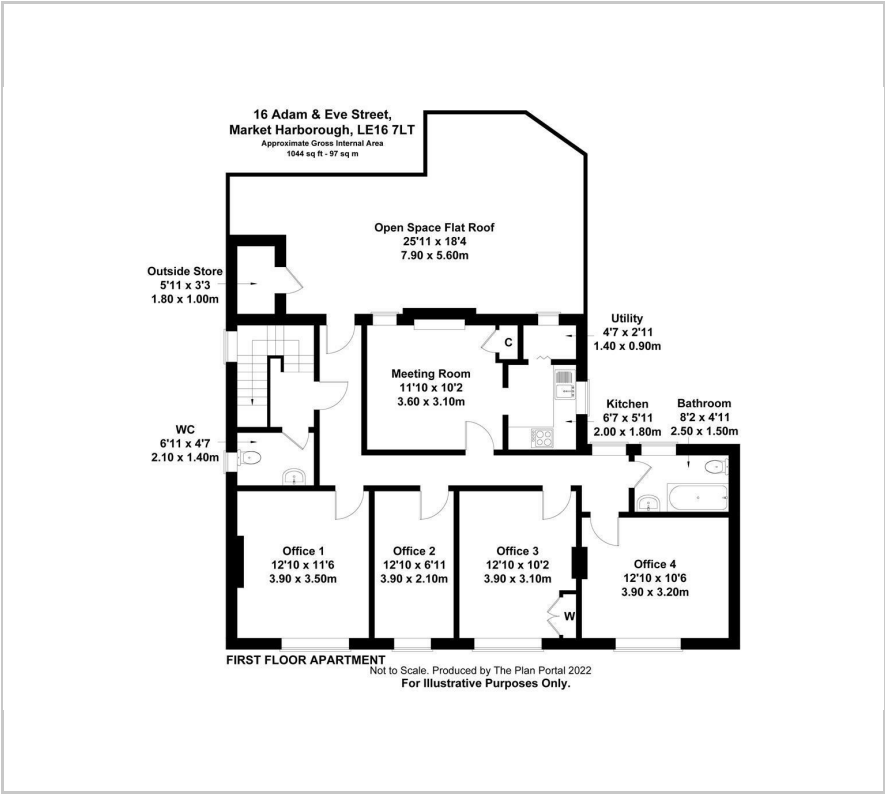 16 Adam & Eve Street,
Market Harborough, LE16 7LT
Approximate Gross Internal Area
1044 sq ft - 97 sq m
Open Space Flat Roof
25'11 x 18'4
7.90 x 5.60m
Outside Store
5'11 x 3'3
1.80 x 1.00m
Utility
4'7 x 2'11
1.40 x 0.90m
C
Meeting Room
11'10 x 10'2
3.60 x 3.10m
Kitchen
6'7 x 5'11
2.00 x 1.80m
Bathroom
8'2 x 4'11
2.50 x 1.50m
WC
6'11 x 4'7
2.10 x 1.40m
Office 1
12'10 x 11'6
3.90 x 3.50m
Office 2
12'10 x 6'11
3.90 x 2.10m
Office 3
12'10 x 10'2
3.90 x 3.10m
Office 4
12'10 x 10'6
3.90 x 3.20m
W
FIRST FLOOR APARTMENT
Not to Scale. Produced by The Plan Portal 2022
For Illustrative Purposes Only.